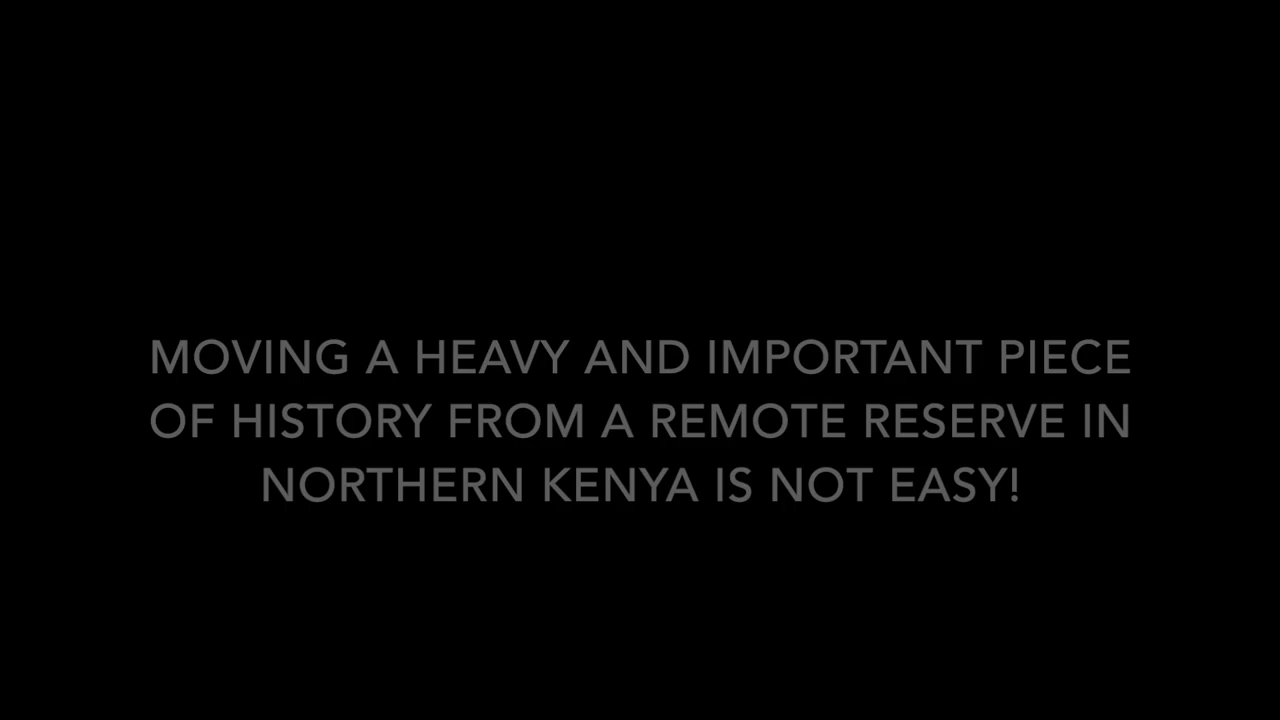 MOVING A HEAVY AND IMPORTANT PIECE
OF HISTORY FROM A REMOTE RESERVE IN
NORTHERN KENYA IS NOT EASY!